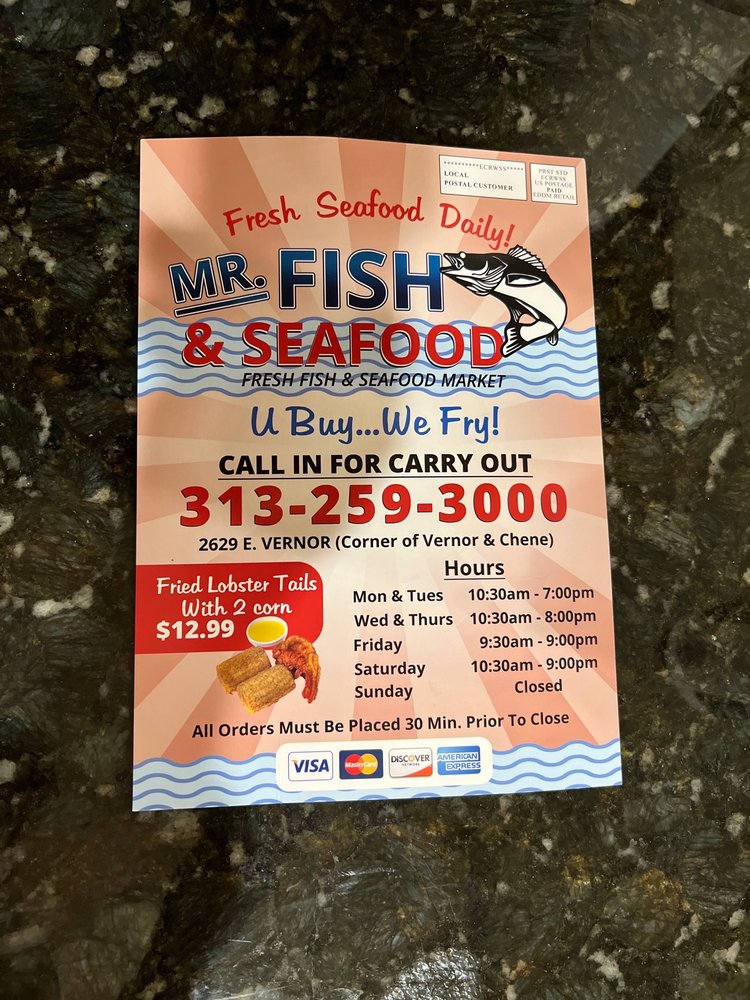 **********ECRWSS*****
LOCAL
POSTAL CUSTOMER
PRST STD
ECRWSS
US POSTAGE
PAID
EDDM RETAIL
Fresh Seafood Daily!
MR. FISH
& SEAFOOD
FRESH FISH & SEAFOOD MARKET
U Buy...We Fry!
CALL IN FOR CARRY OUT
313-259-3000
2629 E. VERNOR (Corner of Vernor & Chene)
Fried Lobster Tails
With 2 corn
$12.99
Hours
Mon & Tues 10:30am - 7:00pm
Wed & Thurs 10:30am - 8:00pm
Friday 9:30am - 9:00pm
Saturday 10:30am - 9:00pm
Sunday Closed
All Orders Must Be Placed 30 Min. Prior To Close
VISA MasterCard DISCOVER NETWORK AMERICAN EXPRESS